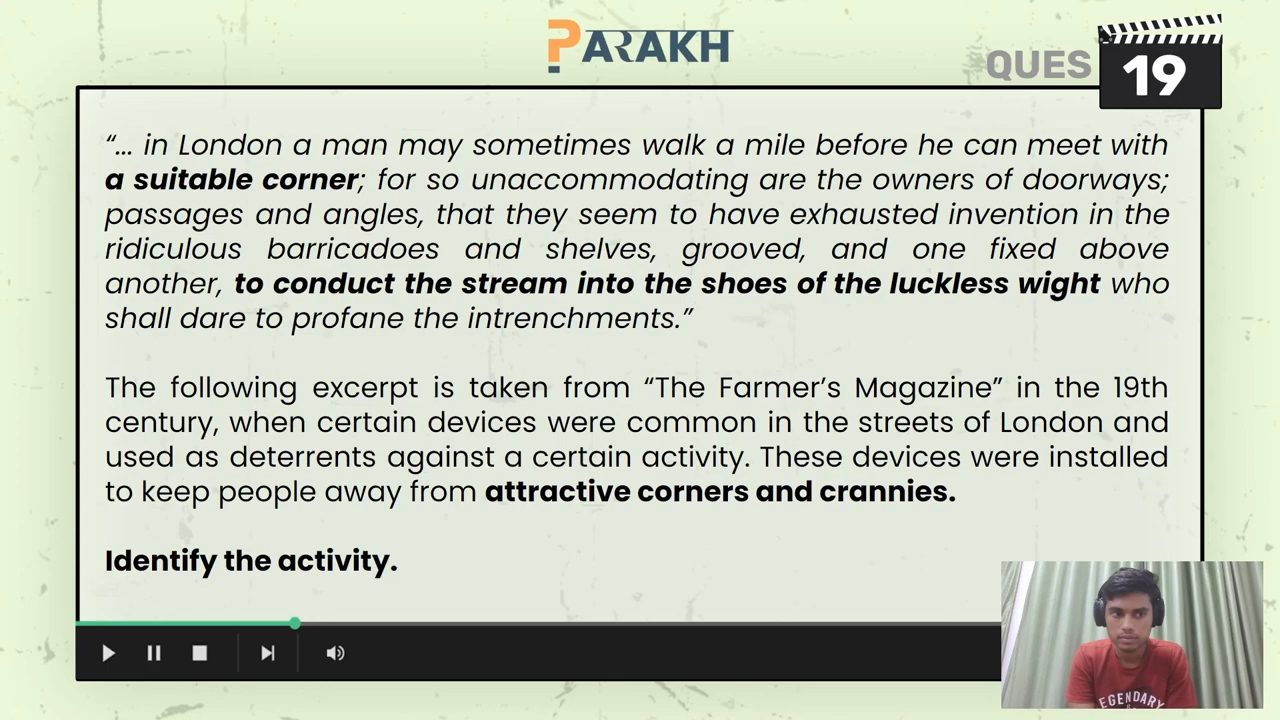 PARAKH
QUES 19
“... in London a man may sometimes walk a mile before he can meet with
a suitable corner; for so unaccommodating are the owners of doorways;
passages and angles, that they seem to have exhausted invention in the
ridiculous barricadoes and shelves, grooved, and one fixed above
another, to conduct the stream into the shoes of the luckless wight who
shall dare to profane the intrenchments.”
The following excerpt is taken from “The Farmer’s Magazine” in the 19th
century, when certain devices were common in the streets of London and
used as deterrents against a certain activity. These devices were installed
to keep people away from attractive corners and crannies.
Identify the activity.
LEGENDARY